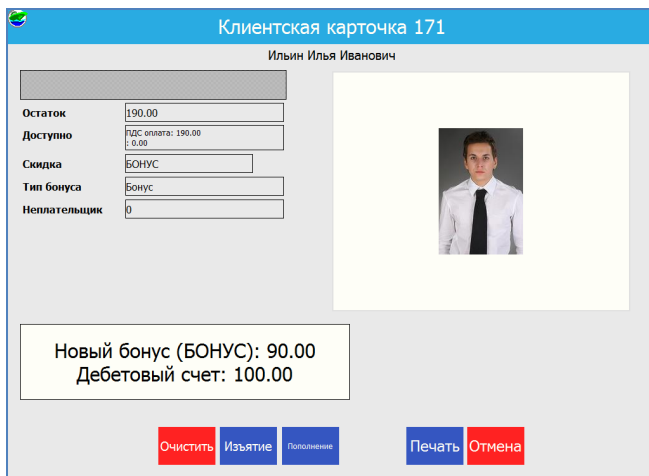 Клиентская карточка 171
Ильин Илья Иванович
Остаток 190.00
Доступно ПДС оплата: 190.00
: 0.00
Скидка БОНУС
Тип бонуса Бонус
Неплательщик 0
Новый бонус (БОНУС): 90.00
Дебетовый счет: 100.00
Очистить Изъятие Пополнение Печать Отмена